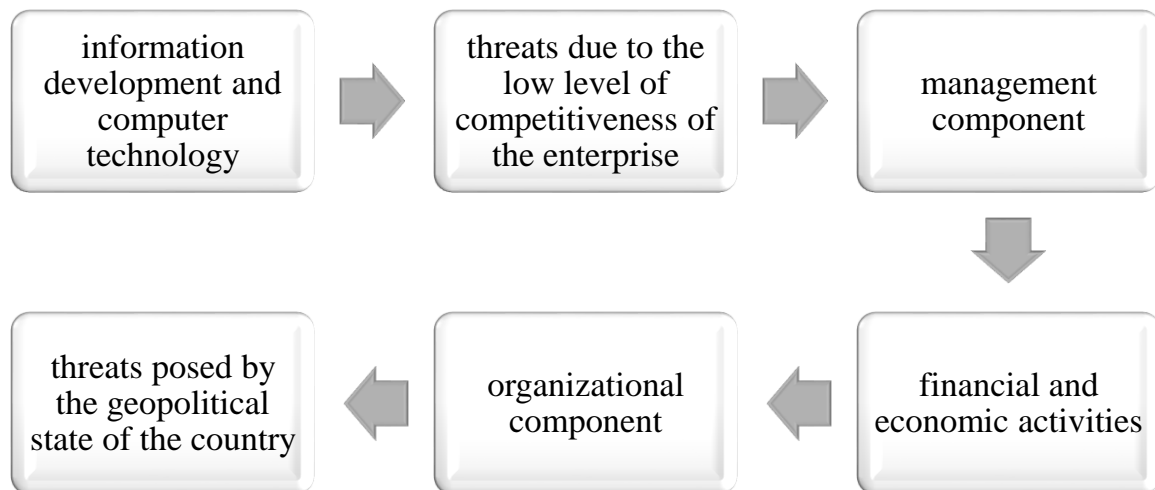 information
development and
computer
technology
threats due to the
low level of
competitiveness of
the enterprise
management
component
financial and
economic activities
organizational
component
threats posed by
the geopolitical
state of the country